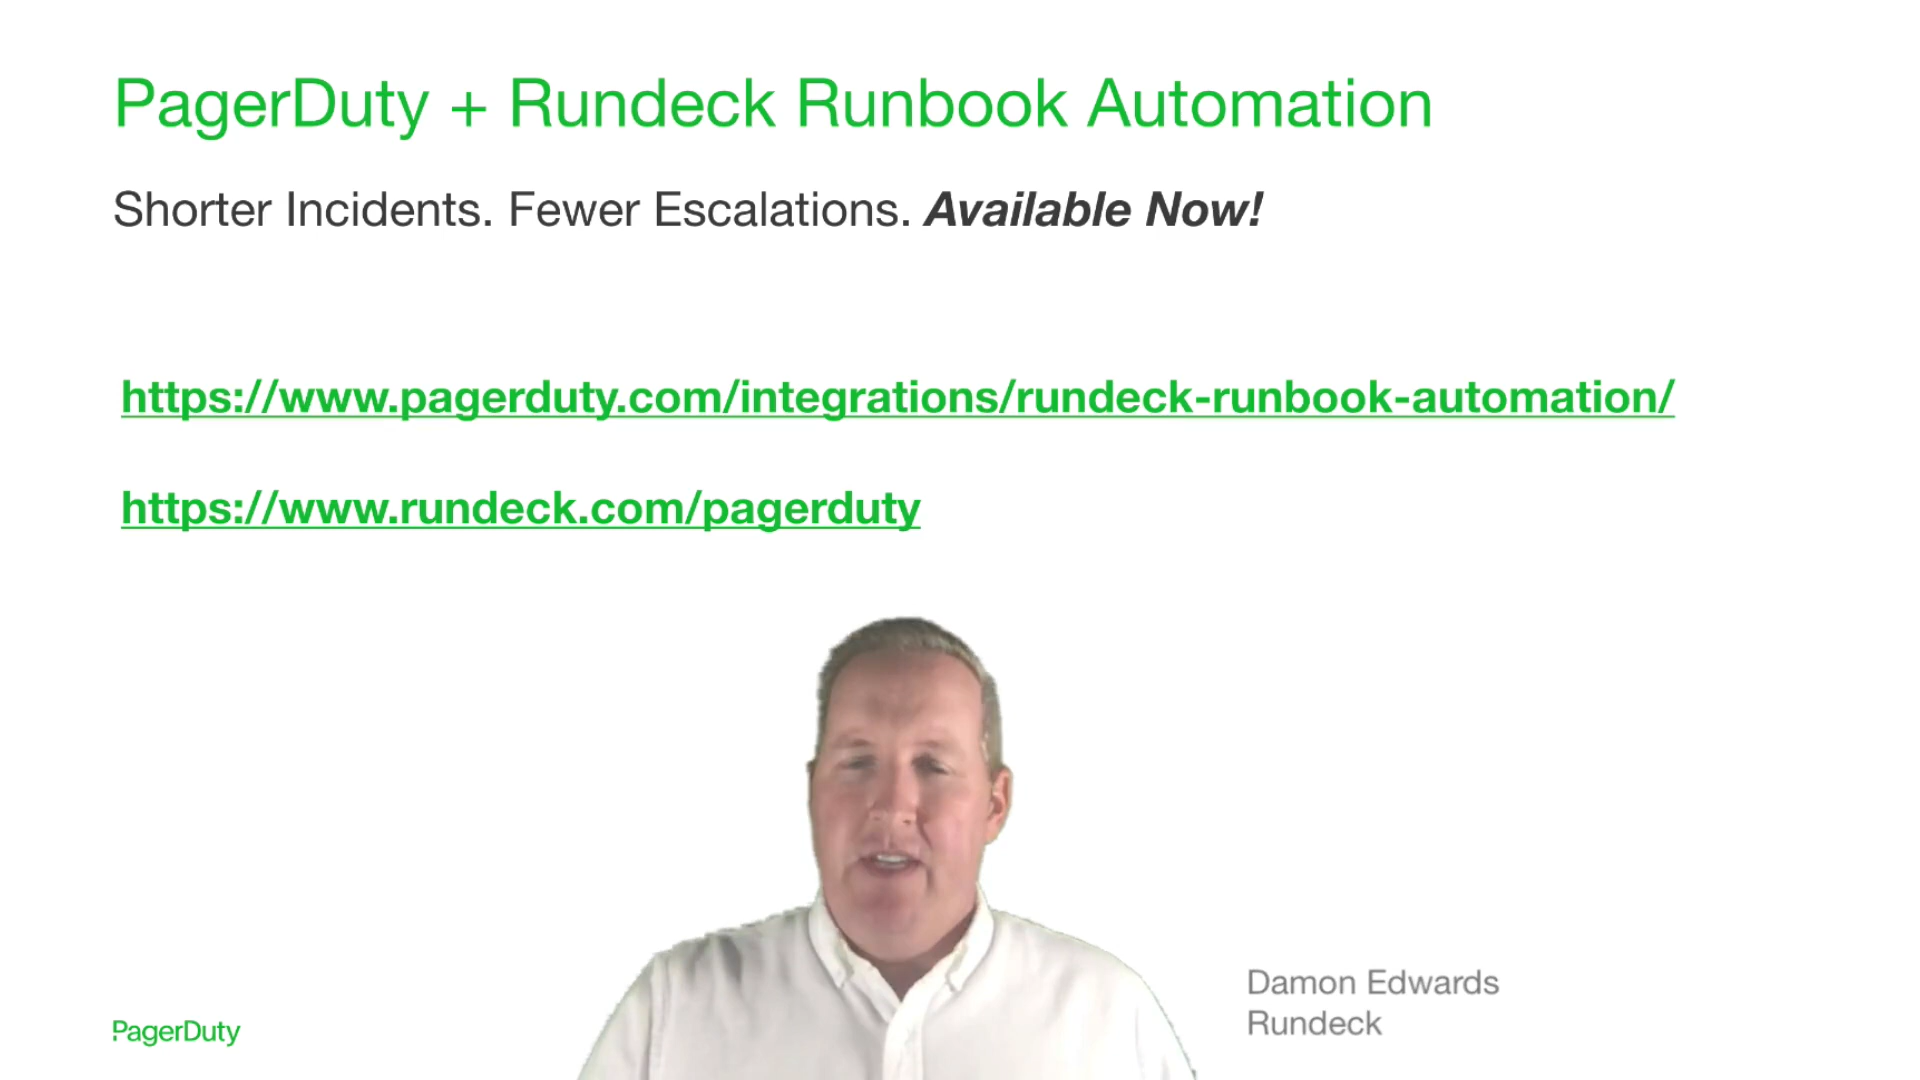 PagerDuty + Rundeck Runbook Automation
Shorter Incidents. Fewer Escalations. Available Now!
https://www.pagerduty.com/integrations/rundeck-runbook-automation/
https://www.rundeck.com/pagerduty
Damon Edwards
Rundeck
PagerDuty